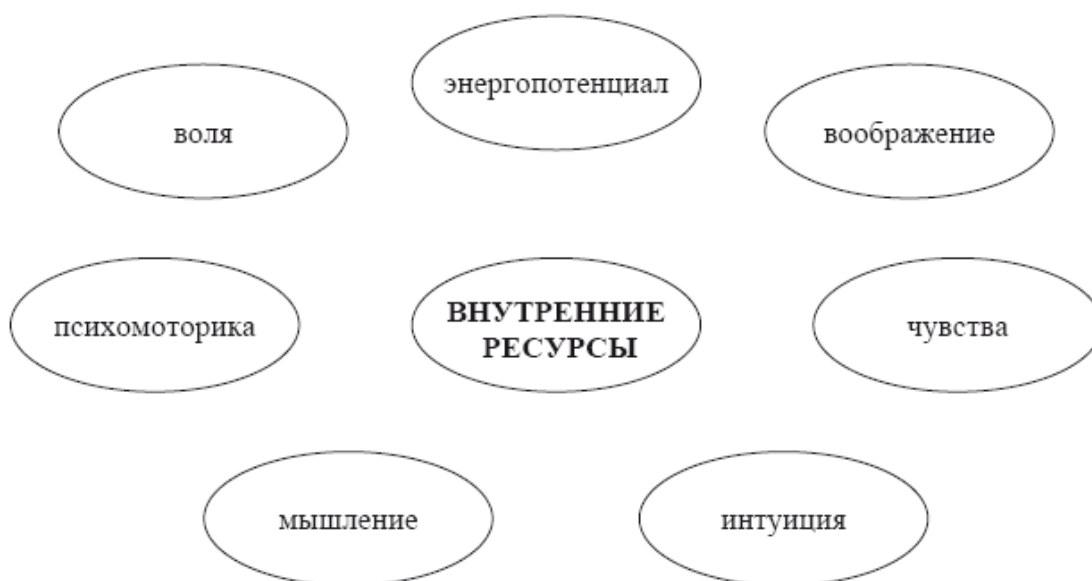 энергопотенциал
воля
воображение
психомоторика
ВНУТРЕННИЕ
РЕСУРСЫ
чувства
мышление
интуиция